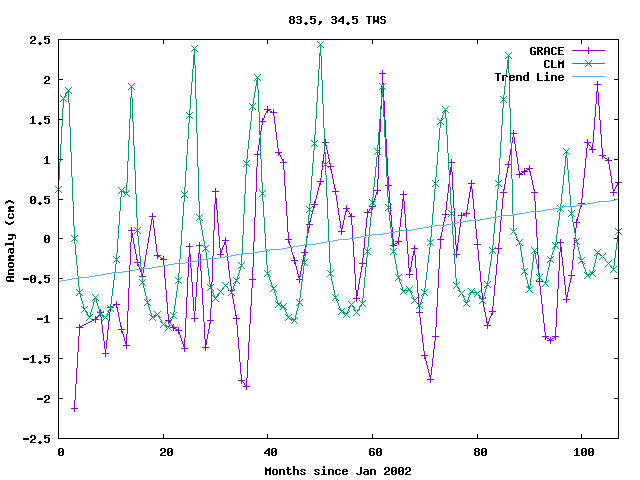 83.5, 34.5 TWS
GRACE
CLM
Trend Line
2.5
2
1.5
1
0.5
0
-0.5
-1
-1.5
-2
-2.5
Anomaly (cm)
0 20 40 60 80 100
Months since Jan 2002